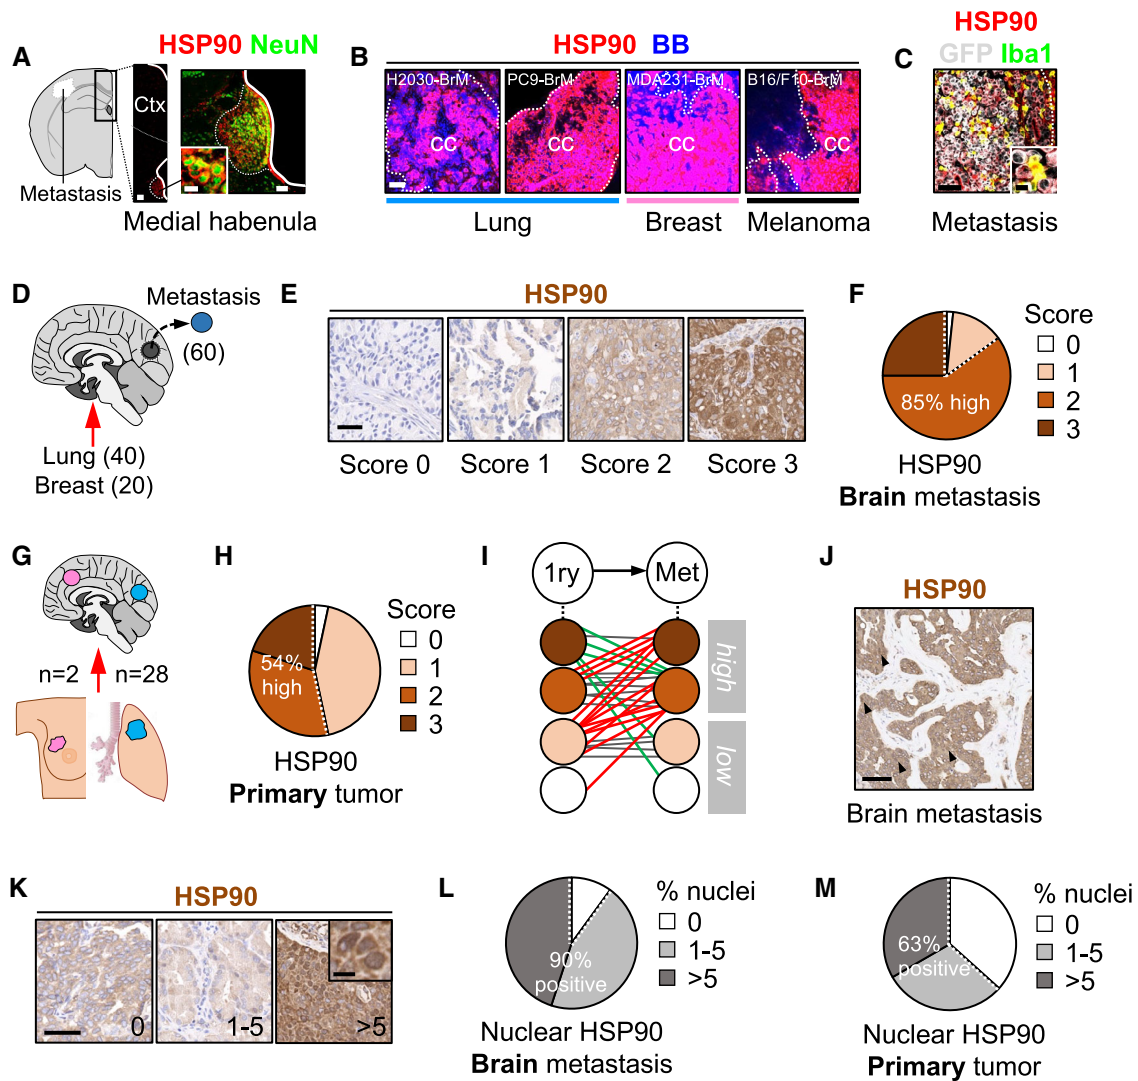 A
HSP90 NeuN
Ctx
Metastasis
Medial habenula
B
HSP90 BB
H2030-BrM
PC9-BrM
MDA231-BrM
B16/F10-BrM
CC
CC
CC
CC
Lung
Breast
Melanoma
C
HSP90
GFP Iba1
Metastasis
D
Metastasis
(60)
Lung (40)
Breast (20)
E
HSP90
Score 0
Score 1
Score 2
Score 3
F
Score
0
1
2
3
85% high
HSP90
Brain metastasis
G
n=2
n=28
H
Score
0
1
2
3
54%
high
HSP90
Primary tumor
I
1ry
Met
high
low
J
HSP90
Brain metastasis
K
HSP90
0
1-5
>5
L
% nuclei
0
1-5
>5
90%
positive
Nuclear HSP90
Brain metastasis
M
% nuclei
0
1-5
>5
63%
positive
Nuclear HSP90
Primary tumor